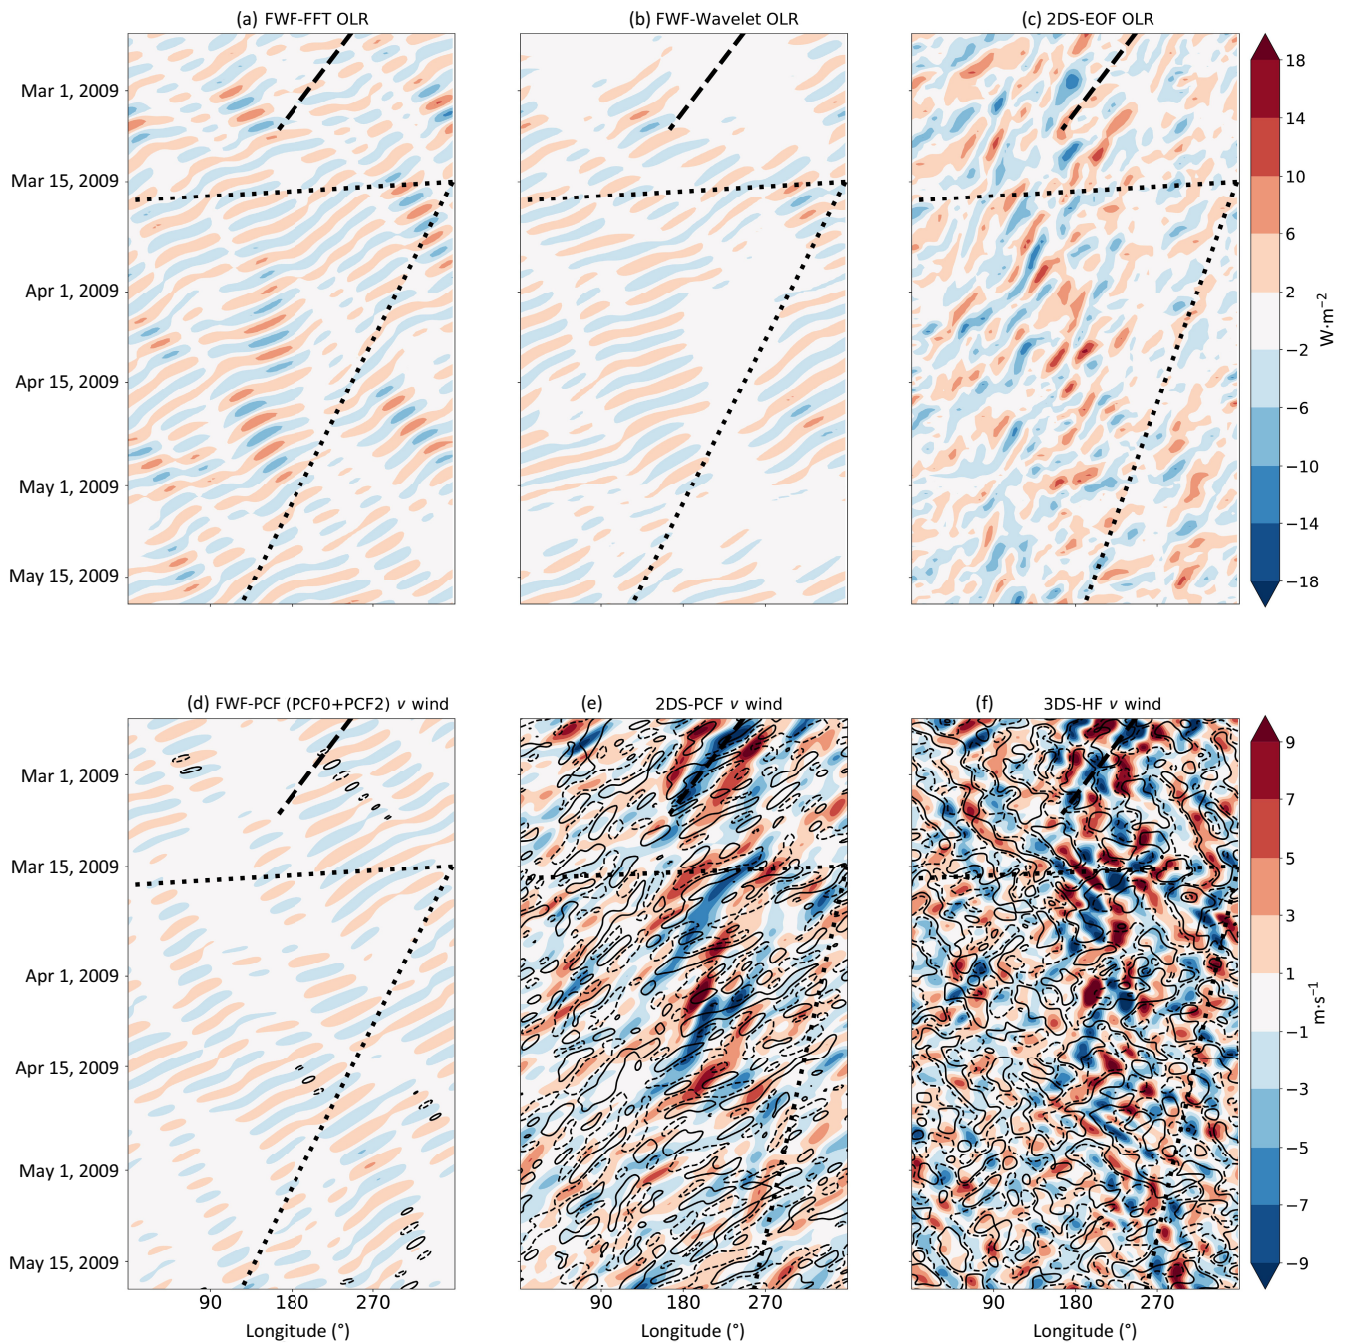 (a) FWF-FFT OLR
(b) FWF-Wavelet OLR
(c) 2DS-EOF OLR
Mar 1, 2009
Mar 15, 2009
Apr 1, 2009
Apr 15, 2009
May 1, 2009
May 15, 2009
18
14
10
6
2
−2
−6
−10
−14
−18
W·m⁻²
(d) FWF-PCF (PCF0+PCF2) v wind
(e) 2DS-PCF v wind
(f) 3DS-HF v wind
Mar 1, 2009
Mar 15, 2009
Apr 1, 2009
Apr 15, 2009
May 1, 2009
May 15, 2009
9
7
5
3
1
−1
−3
−5
−7
−9
m·s⁻¹
90 180 270
90 180 270
90 180 270
Longitude (°)
Longitude (°)
Longitude (°)